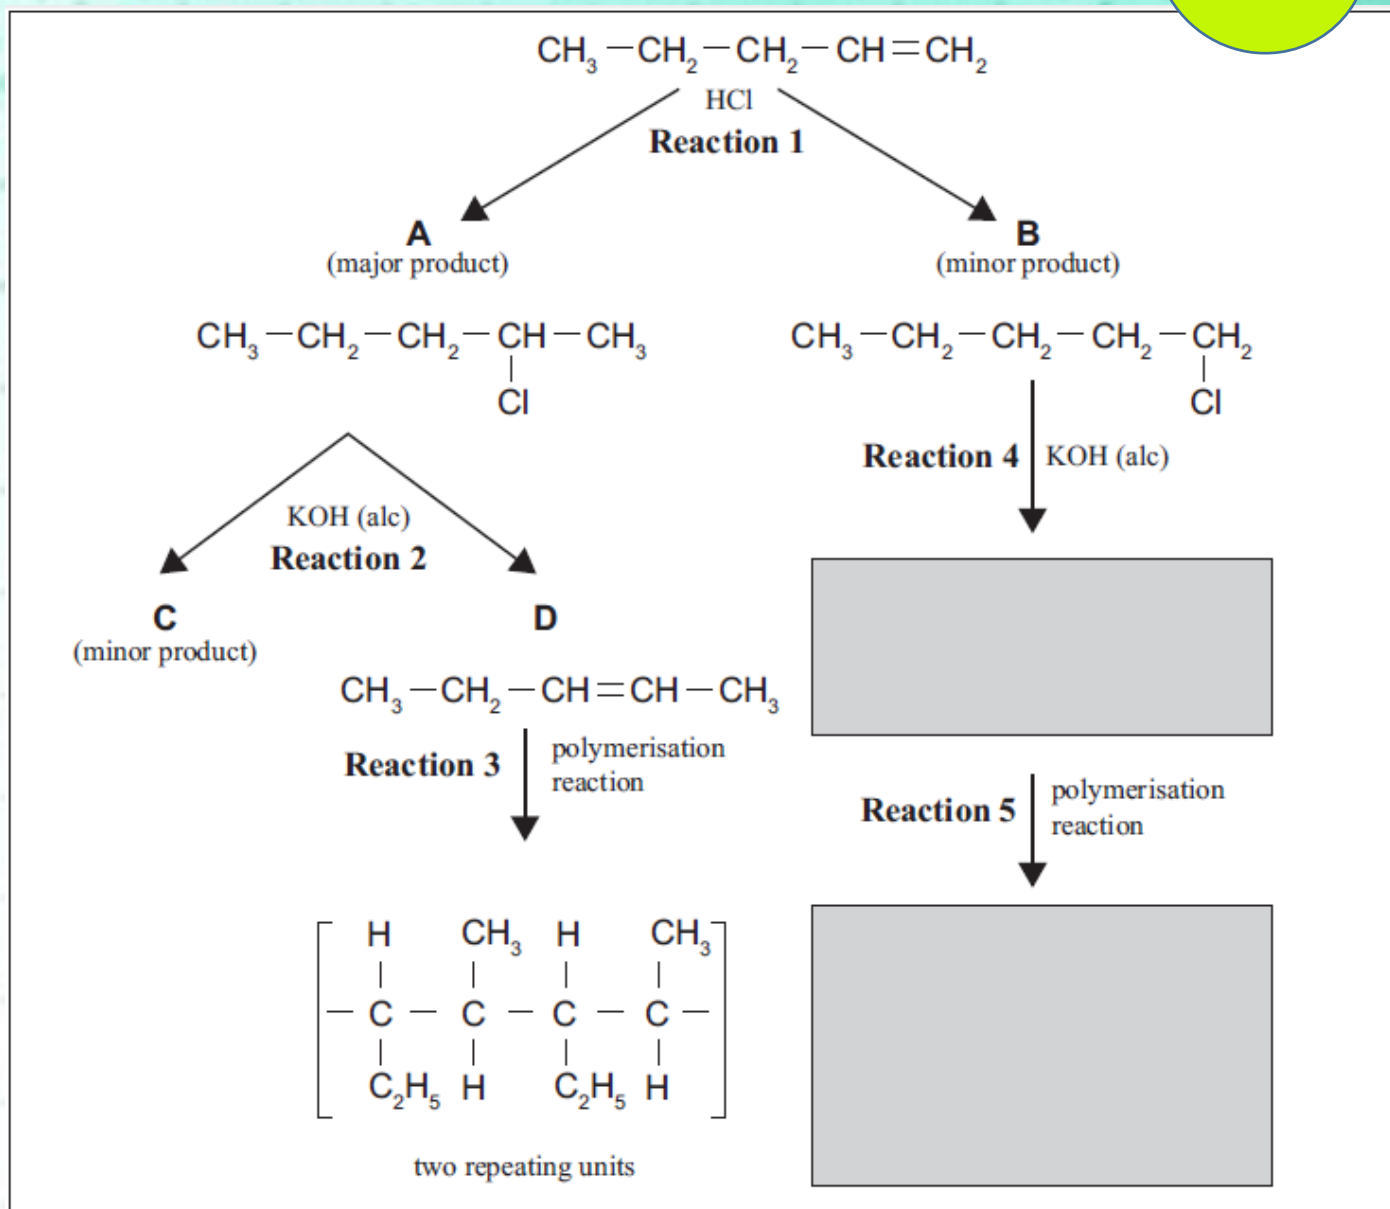 CH₃—CH₂—CH₂—CH=CH₂
HCl
Reaction 1
A
(major product)
B
(minor product)
CH₃—CH₂—CH₂—CH—CH₃
Cl
CH₃—CH₂—CH₂—CH₂—CH₂
Cl
Reaction 4 KOH (alc)
KOH (alc)
Reaction 2
C
(minor product)
D
CH₃—CH₂—CH=CH—CH₃
Reaction 3 polymerisation
reaction
Reaction 5 polymerisation
reaction
H CH₃ H CH₃
— C — C — C — C —
C₂H₅ H C₂H₅ H
two repeating units